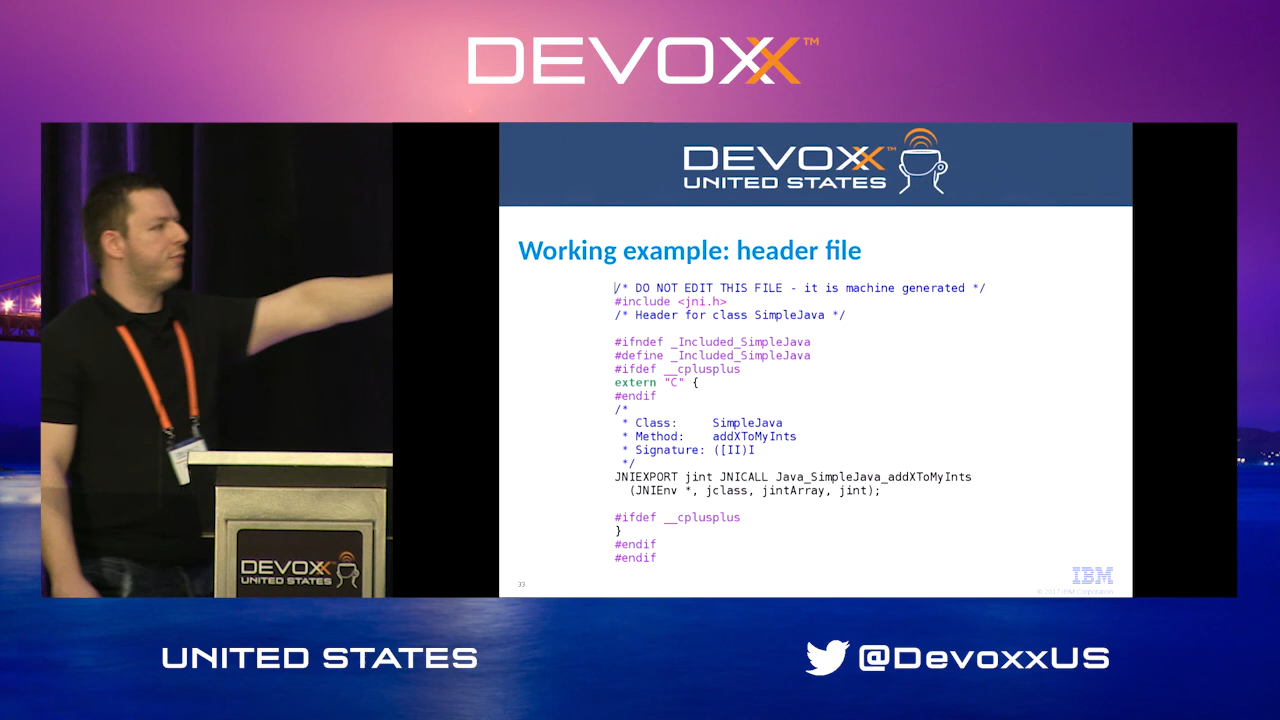 DEVOXX™
DEVOXX™
UNITED STATES
Working example: header file
/* DO NOT EDIT THIS FILE - it is machine generated */
#include <jni.h>
/* Header for class SimpleJava */
#ifndef _Included_SimpleJava
#define _Included_SimpleJava
#ifdef __cplusplus
extern "C" {
#endif
/*
 * Class:     SimpleJava
 * Method:    addXToMyInts
 * Signature: ([II)I
 */
JNIEXPORT jint JNICALL Java_SimpleJava_addXToMyInts
  (JNIEnv *, jclass, jintArray, jint);
#ifdef __cplusplus
}
#endif
#endif
33
IBM
© 2017 IBM Corporation
DEVOXX
UNITED STATES
UNITED STATES
@DevoxxUS